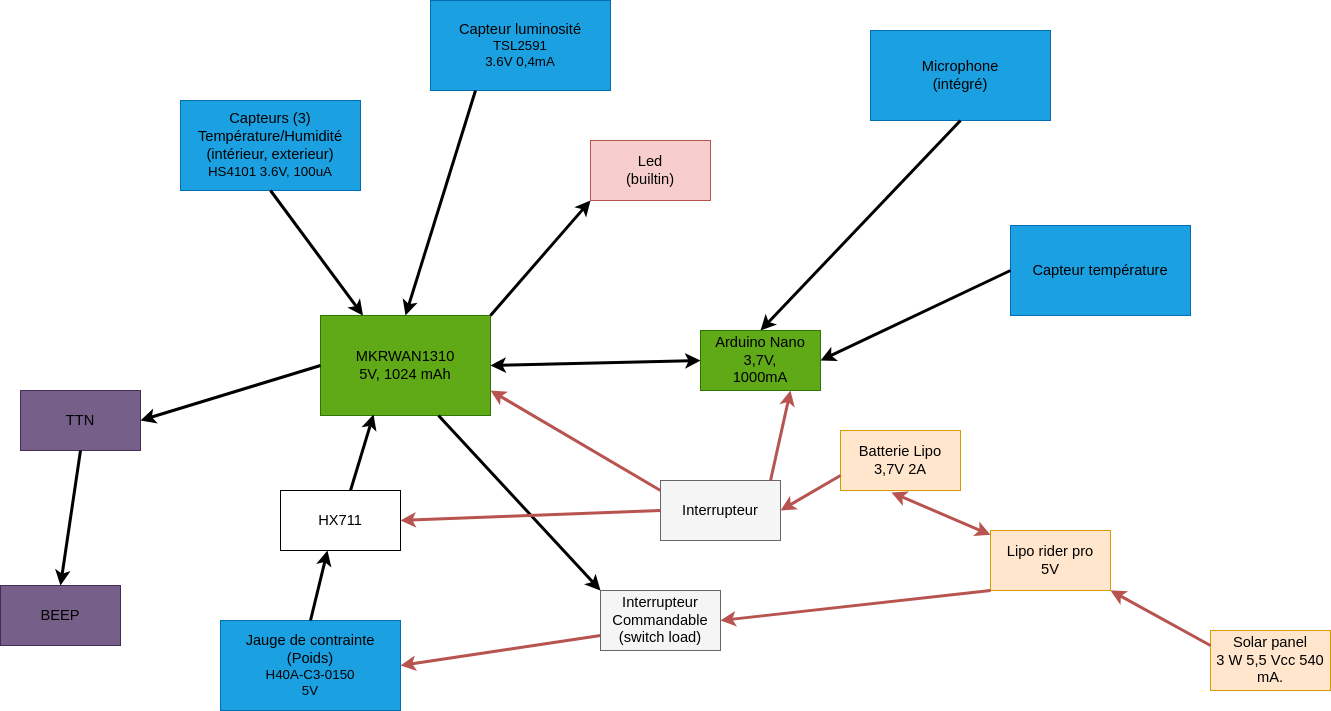 Capteur luminosité
TSL2591
3.6V 0,4mA
Microphone
(intégré)
Capteurs (3)
Température/Humidité
(intérieur, exterieur)
HS4101 3.6V, 100uA
Led
(builtin)
Capteur température
MKRWAN1310
5V, 1024 mAh
Arduino Nano
3,7V,
1000mA
TTN
Batterie Lipo
3,7V 2A
HX711
Interrupteur
Lipo rider pro
5V
BEEP
Interrupteur
Commandable
(switch load)
Jauge de contrainte
(Poids)
H40A-C3-0150
5V
Solar panel
3 W 5,5 Vcc 540
mA.